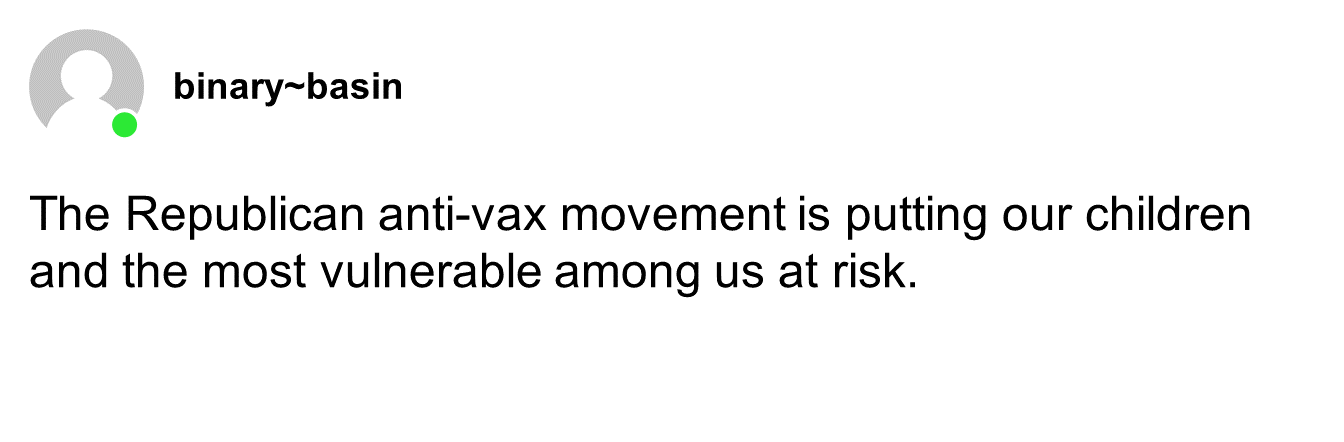 binary~basin
The Republican anti-vax movement is putting our children
and the most vulnerable among us at risk.